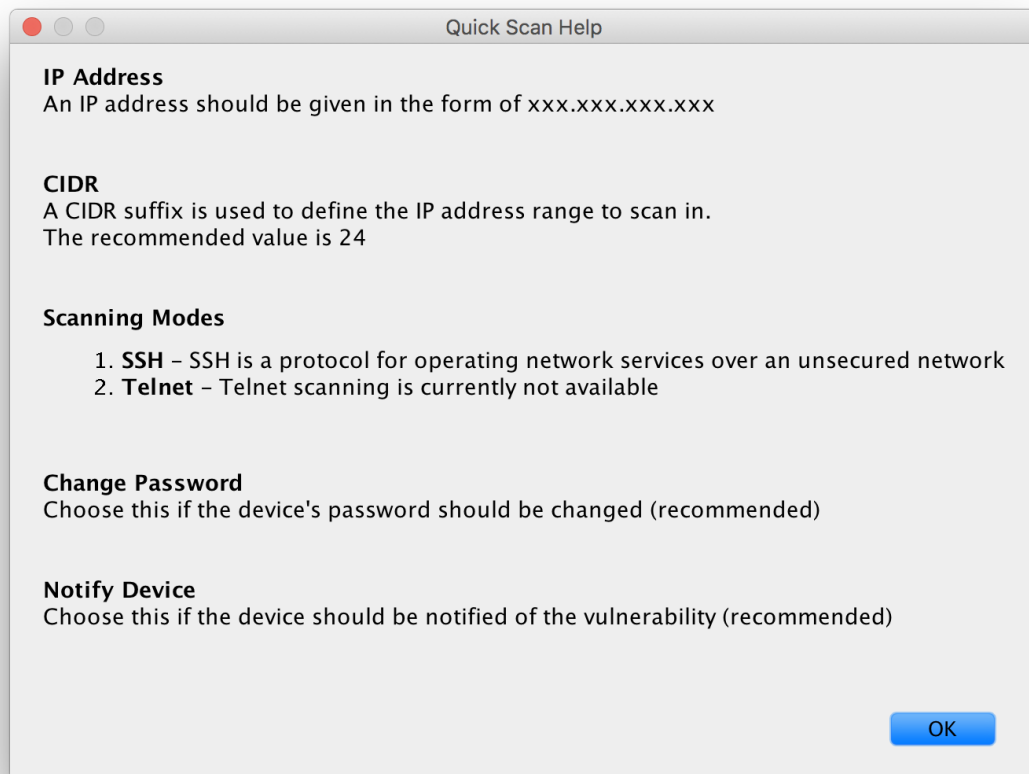 Quick Scan Help
IP Address
An IP address should be given in the form of xxx.xxx.xxx.xxx
CIDR
A CIDR suffix is used to define the IP address range to scan in.
The recommended value is 24
Scanning Modes
1. SSH – SSH is a protocol for operating network services over an unsecured network
2. Telnet – Telnet scanning is currently not available
Change Password
Choose this if the device's password should be changed (recommended)
Notify Device
Choose this if the device should be notified of the vulnerability (recommended)
OK